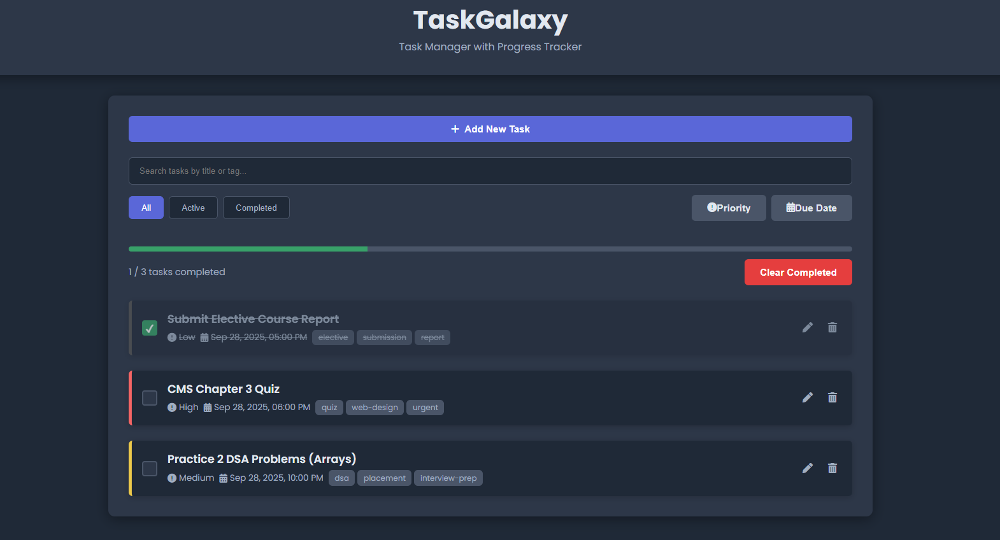 TaskGalaxy
Task Manager with Progress Tracker
Add New Task
Search tasks by title or tag...
All Active Completed Priority Due Date
1 / 3 tasks completed Clear Completed
Submit Elective Course Report
Low Sep 28, 2025, 05:00 PM elective submission report
CMS Chapter 3 Quiz
High Sep 28, 2025, 06:00 PM quiz web-design urgent
Practice 2 DSA Problems (Arrays)
Medium Sep 28, 2025, 10:00 PM dsa placement interview-prep